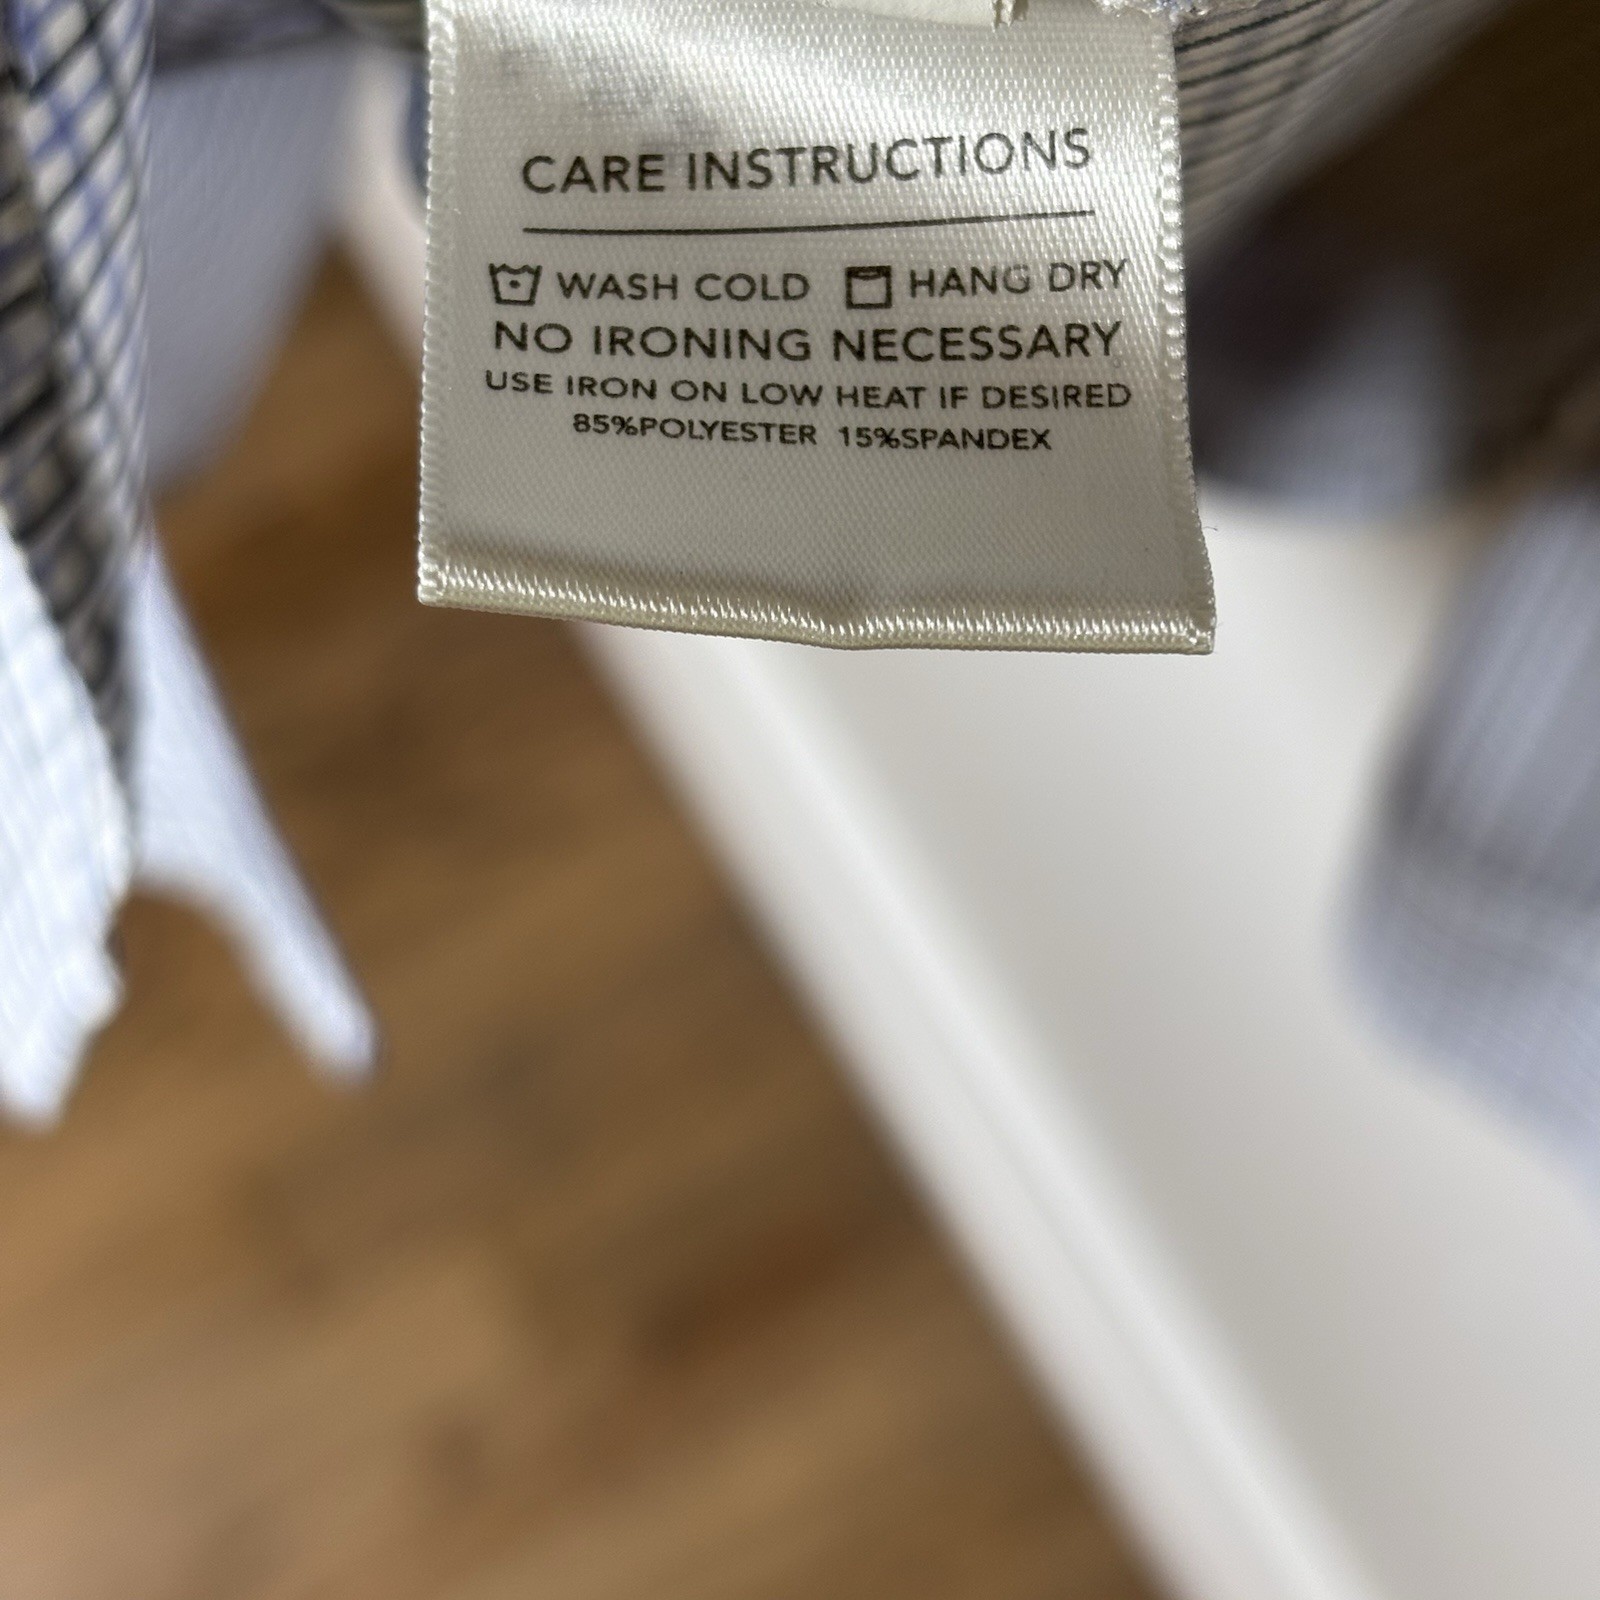 CARE INSTRUCTIONS
WASH COLD HANG DRY
NO IRONING NECESSARY
USE IRON ON LOW HEAT IF DESIRED
85%POLYESTER 15%SPANDEX